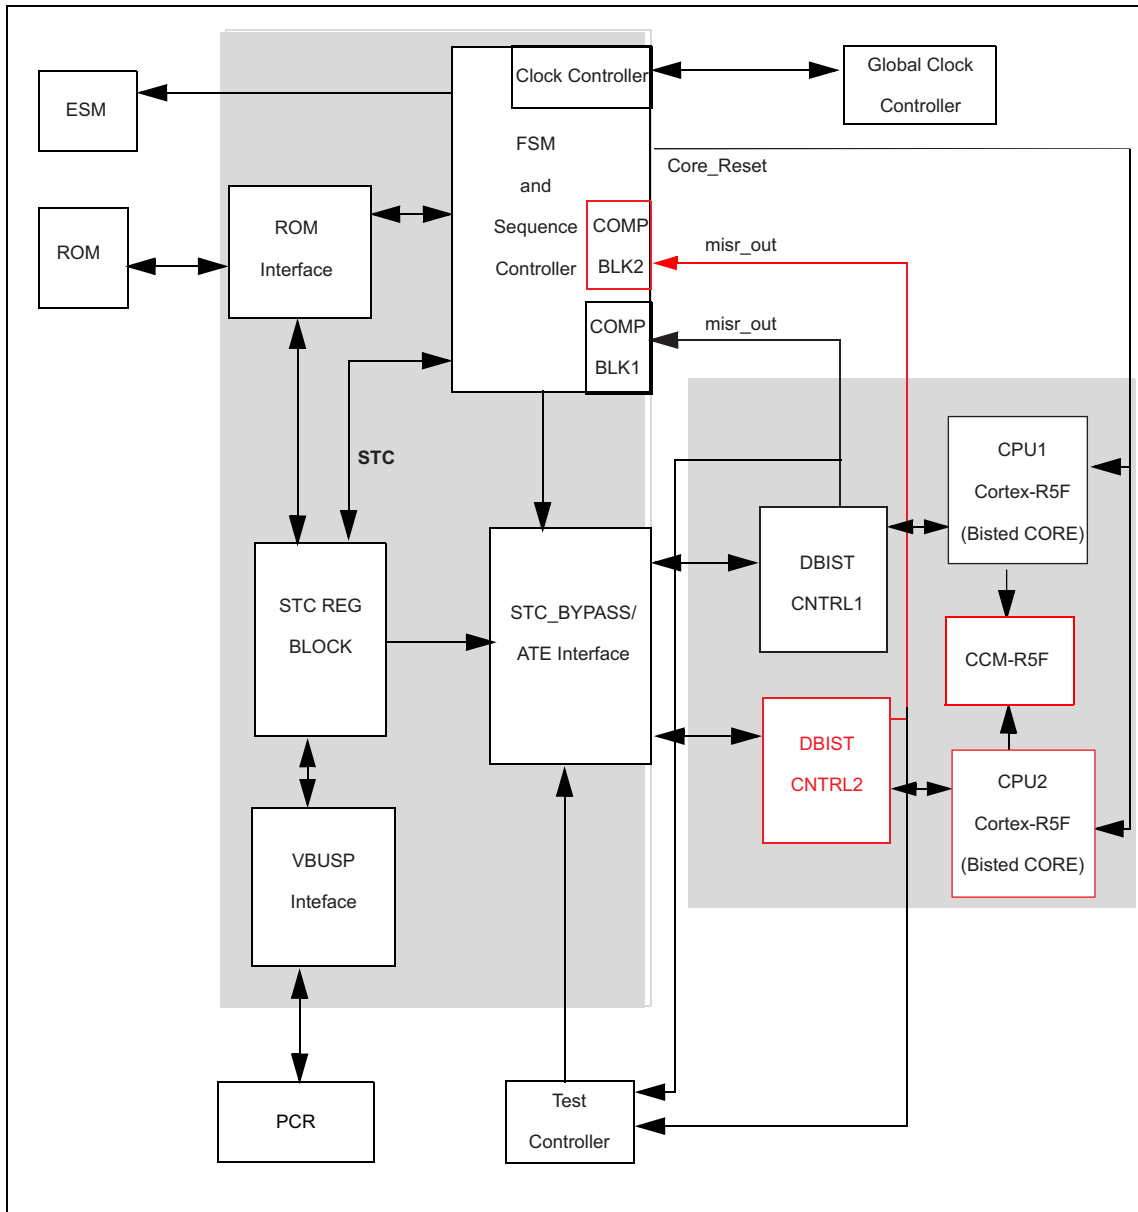 Clock Controller
Global Clock
Controller
ESM
FSM
and
Sequence
Controller
Core_Reset
ROM
Interface
ROM
COMP
BLK2
misr_out
COMP
BLK1
misr_out
STC
CPU1
Cortex-R5F
(Bisted CORE)
DBIST
CNTRL1
STC REG
BLOCK
STC_BYPASS/
ATE Interface
CCM-R5F
DBIST
CNTRL2
CPU2
Cortex-R5F
(Bisted CORE)
VBUSP
Inteface
PCR
Test
Controller